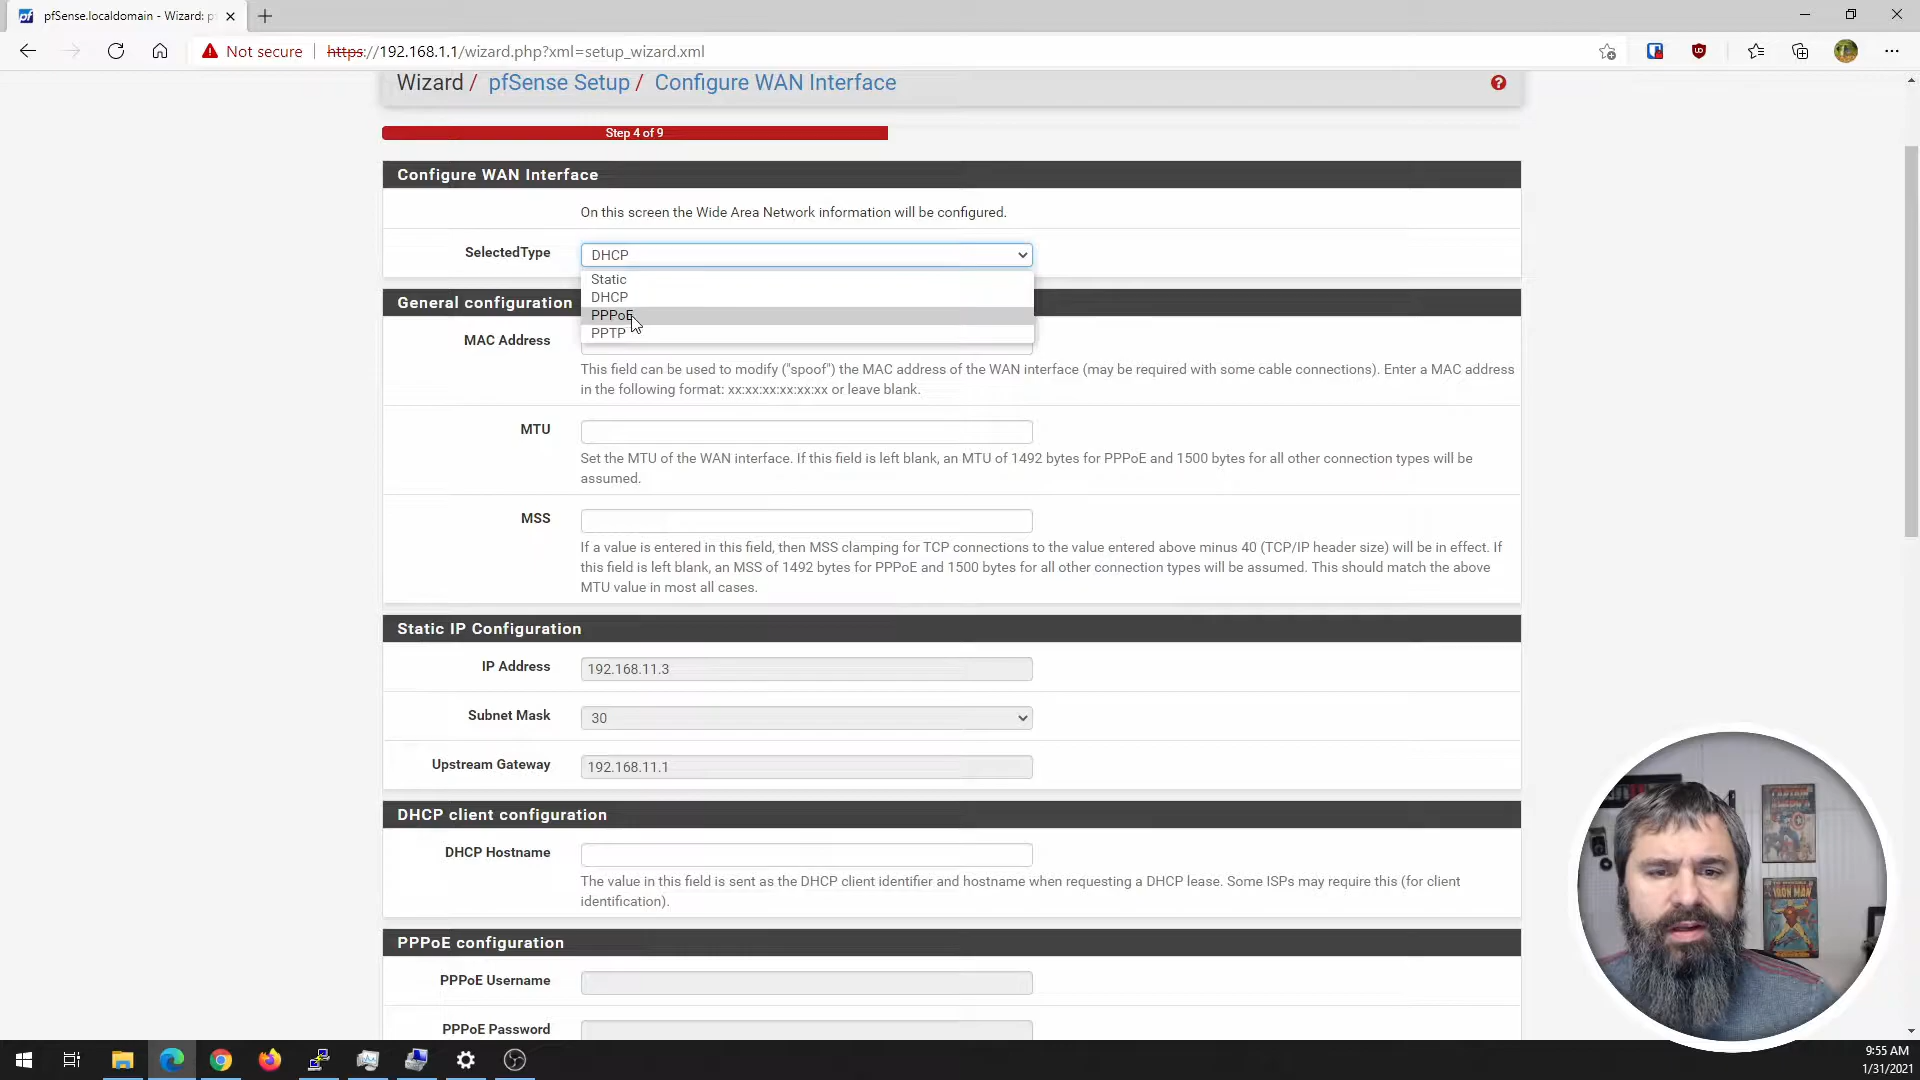 pfSense.localdomain - Wizard: p
Not secure
https://192.168.1.1/wizard.php?xml=setup_wizard.xml
Wizard / pfSense Setup / Configure WAN Interface
Step 4 of 9
Configure WAN Interface
On this screen the Wide Area Network information will be configured.
SelectedType
DHCP
Static
DHCP
PPPoE
PPTP
General configuration
MAC Address
This field can be used to modify ("spoof") the MAC address of the WAN interface (may be required with some cable connections). Enter a MAC address
in the following format: xx:xx:xx:xx:xx:xx or leave blank.
MTU
Set the MTU of the WAN interface. If this field is left blank, an MTU of 1492 bytes for PPPoE and 1500 bytes for all other connection types will be
assumed.
MSS
If a value is entered in this field, then MSS clamping for TCP connections to the value entered above minus 40 (TCP/IP header size) will be in effect. If
this field is left blank, an MSS of 1492 bytes for PPPoE and 1500 bytes for all other connection types will be assumed. This should match the above
MTU value in most all cases.
Static IP Configuration
IP Address
192.168.11.3
Subnet Mask
30
Upstream Gateway
192.168.11.1
DHCP client configuration
DHCP Hostname
The value in this field is sent as the DHCP client identifier and hostname when requesting a DHCP lease. Some ISPs may require this (for client
identification).
PPPoE configuration
PPPoE Username
PPPoE Password
CAPTAIN
IRON MAN
9:55 AM
1/31/2021